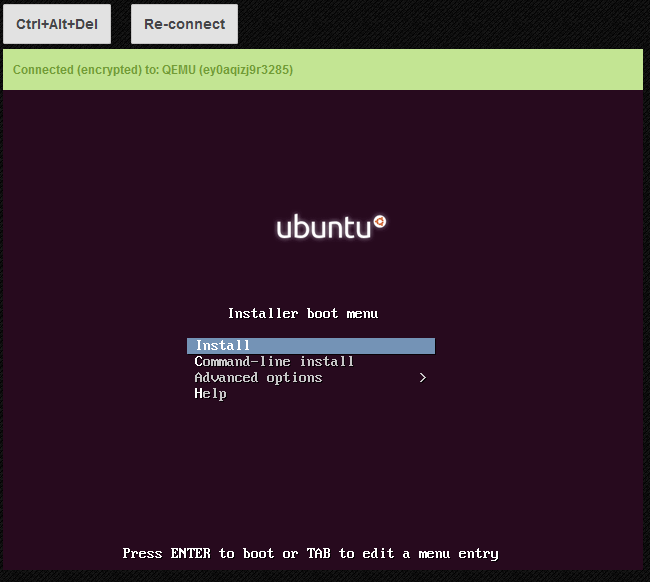 Ctrl+Alt+Del Re-connect
Connected (encrypted) to: QEMU (ey0aqizj9r3285)
ubuntu
Installer boot menu
Install
Command-line install
Advanced options >
Help
Press ENTER to boot or TAB to edit a menu entry